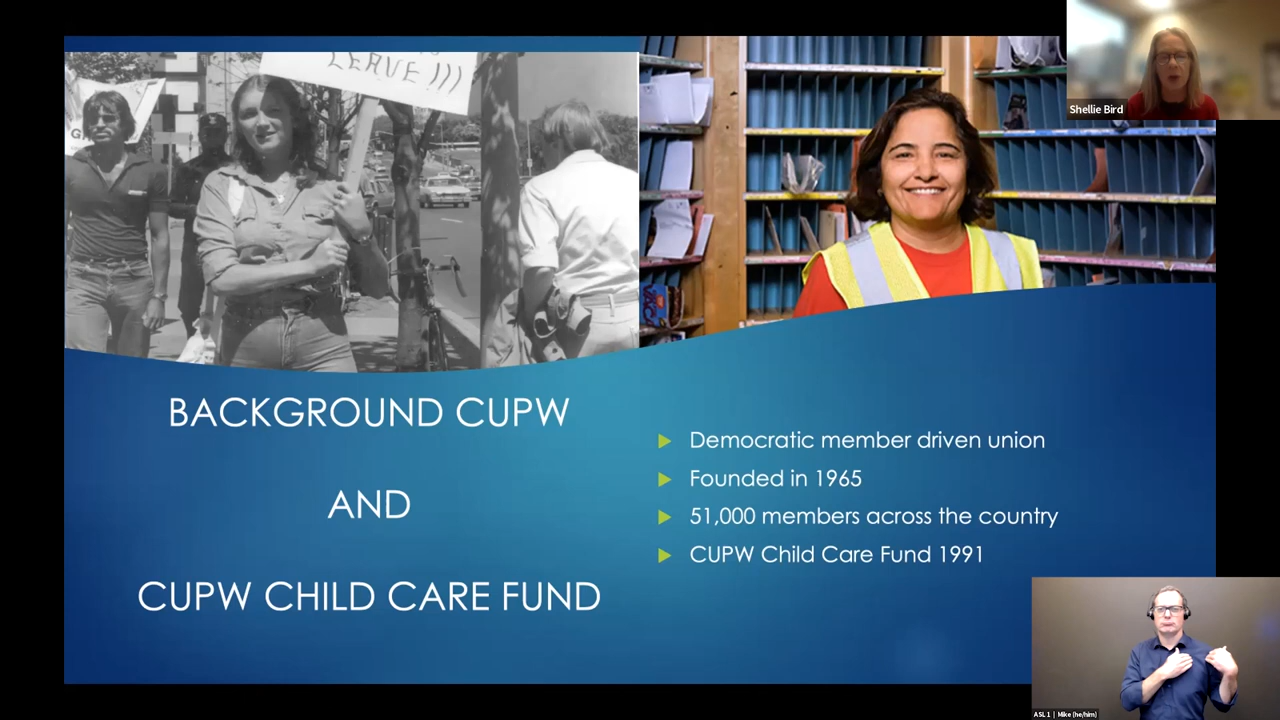 LEAVE !!!
G
Shellie Bird
BACKGROUND CUPW
AND
CUPW CHILD CARE FUND
Democratic member driven union
Founded in 1965
51,000 members across the country
CUPW Child Care Fund 1991
ASL 1 | Mike (he/him)